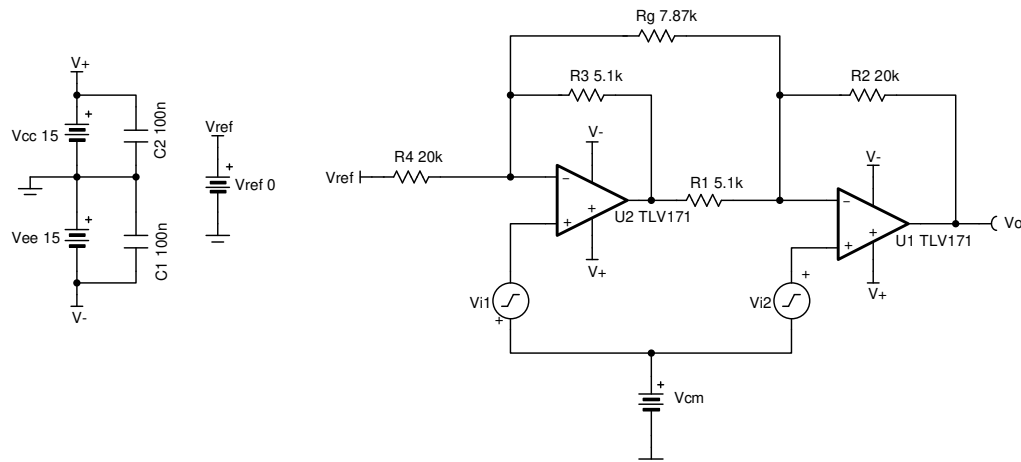 Rg 7.87k
V+
R3 5.1k
R2 20k
+
Vcc 15
C2 100n
Vref
V-
V-
+
Vref 0
Vref
R4 20k
R1 5.1k
−
+
+
U2 TLV171
−
+
+
U1 TLV171
Vo
+
Vee 15
C1 100n
V+
V+
Vi1
+
Vi2
+
V-
+
Vcm